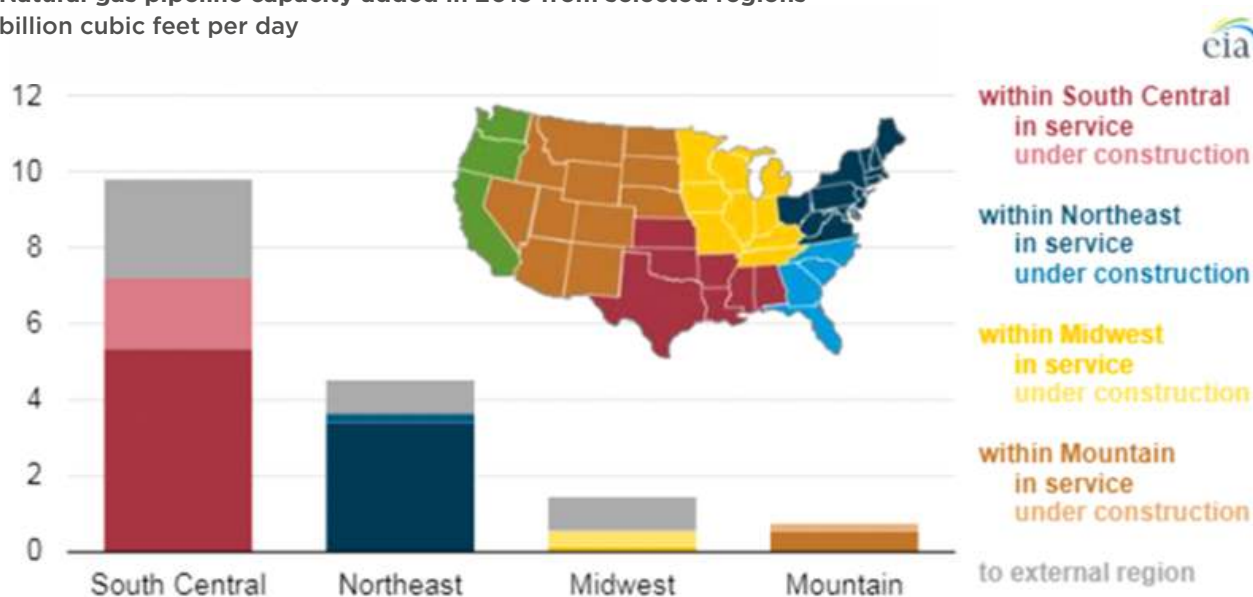 billion cubic feet per day
eia
12
10
8
6
4
2
0
South Central
Northeast
Midwest
Mountain
within South Central
in service
under construction
within Northeast
in service
under construction
within Midwest
in service
under construction
within Mountain
in service
under construction
to external region